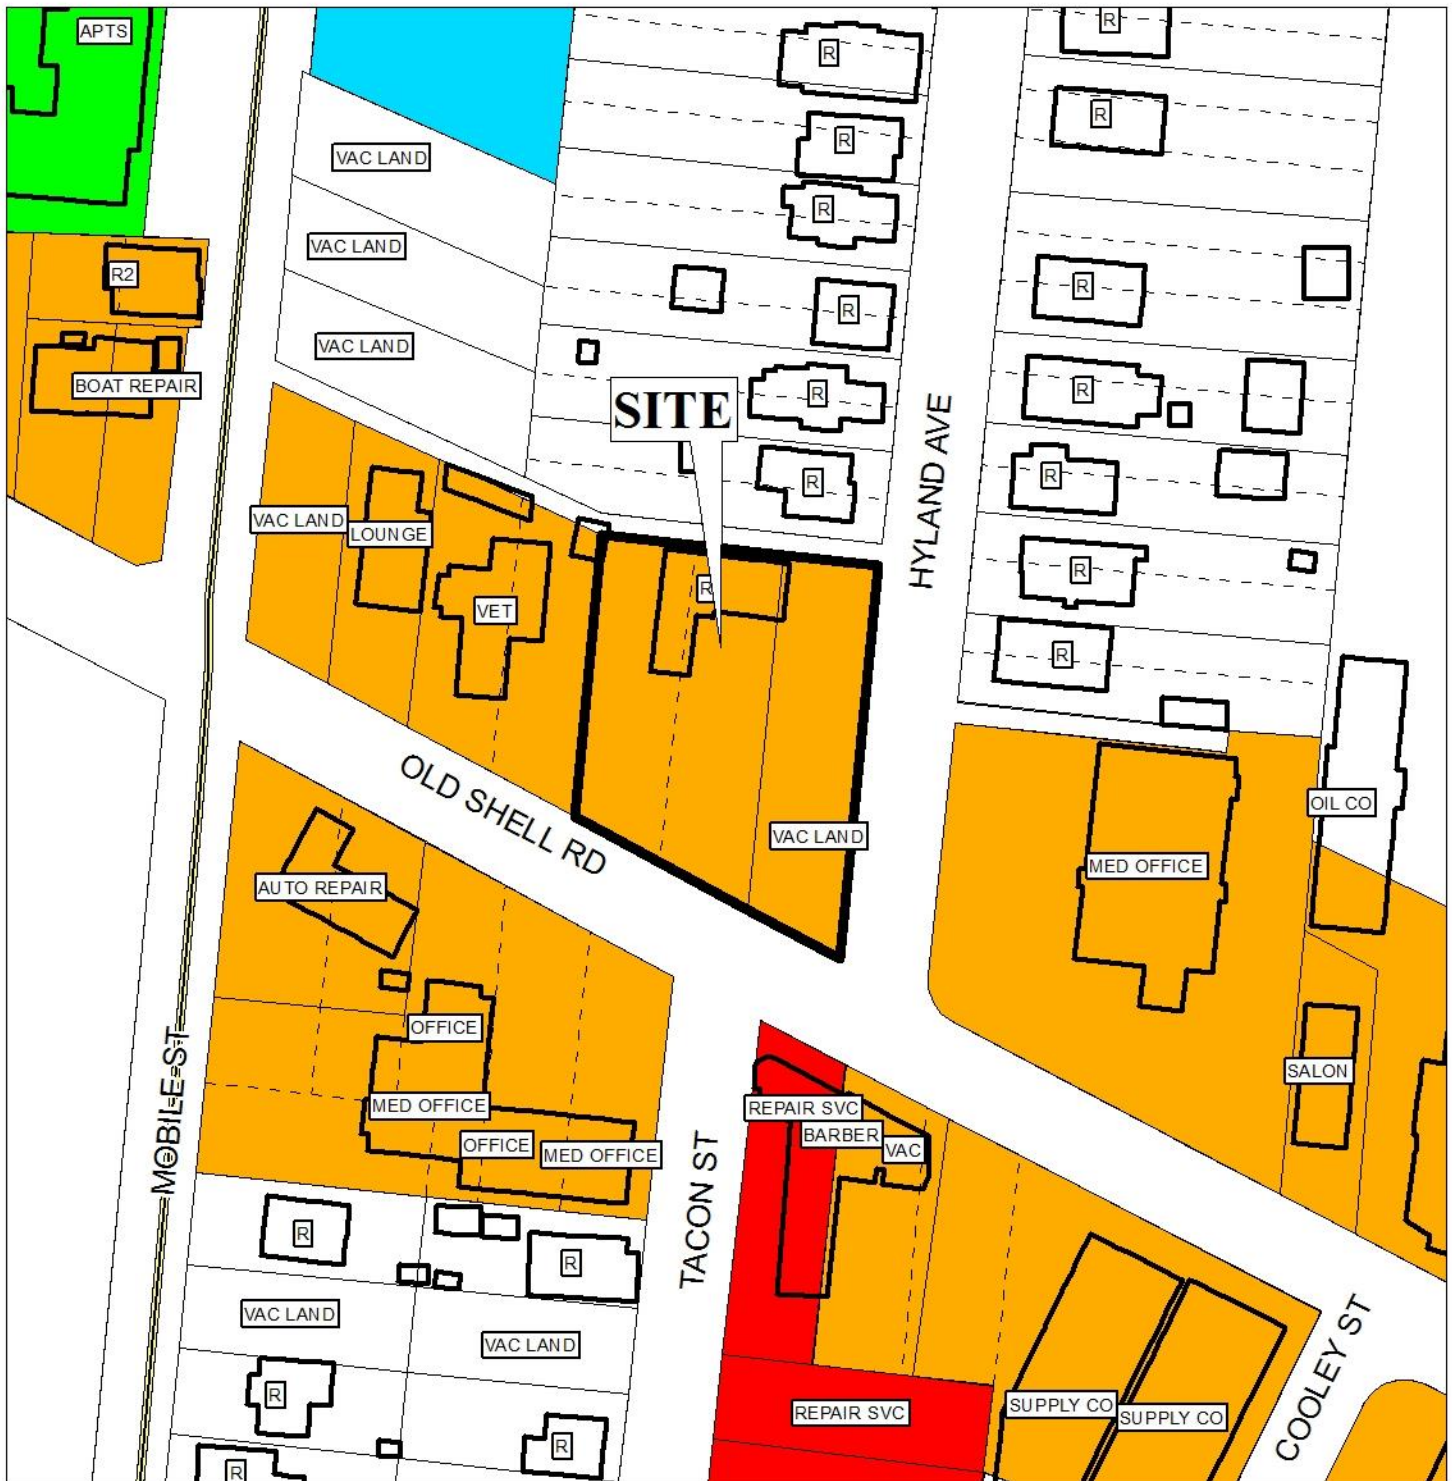 APTS
R
R
R
R
VAC LAND
R
VAC LAND
R2
R
R
VAC LAND
BOAT REPAIR
R
R
SITE
R
R
HYLAND AVE
VAC LAND
LOUNGE
R
R
VET
R
OLD SHELL RD
OIL CO
VAC LAND
MED OFFICE
AUTO REPAIR
OFFICE
SALON
MOBILE ST
MED OFFICE
REPAIR SVC
BARBER
VAC
OFFICE
MED OFFICE
TACON ST
R
R
VAC LAND
VAC LAND
R
COOLEY ST
SUPPLY CO
SUPPLY CO
REPAIR SVC
R
R